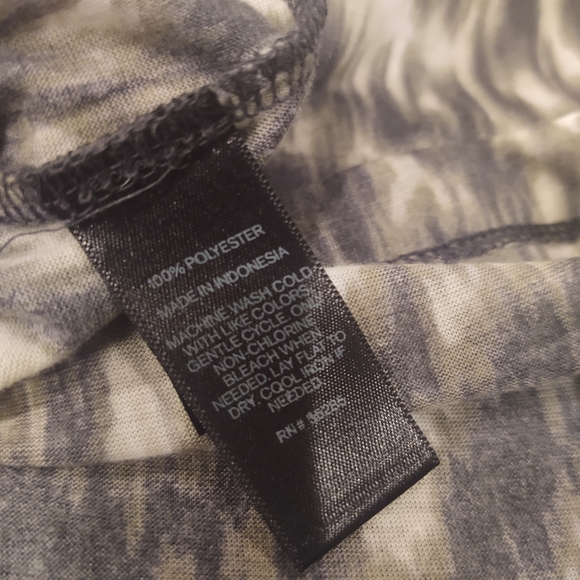 100% POLYESTER
MADE IN INDONESIA
MACHINE WASH COLD
WITH LIKE COLORS,
GENTLE CYCLE. ONLY
NON-CHLORINE
BLEACH WHEN
NEEDED. LAY FLAT TO
DRY. COOL IRON IF
NEEDED.
RN#